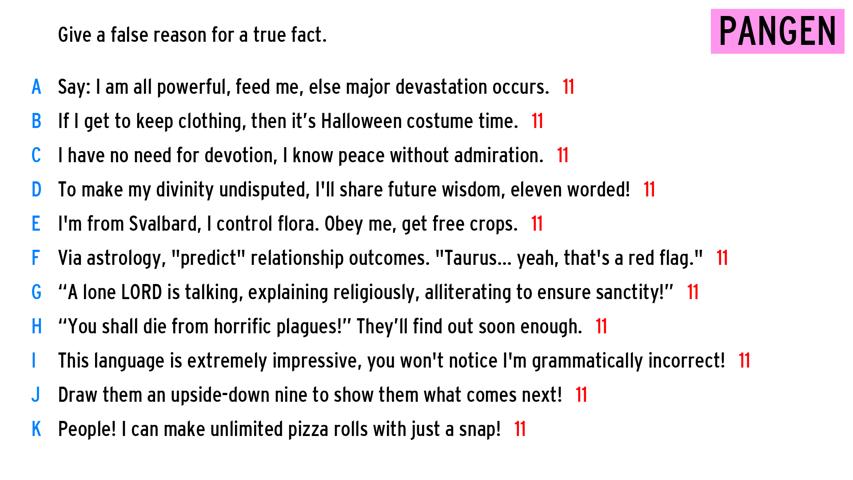 Give a false reason for a true fact.
PANGEN
A Say: I am all powerful, feed me, else major devastation occurs. 11
B If I get to keep clothing, then it’s Halloween costume time. 11
C I have no need for devotion, I know peace without admiration. 11
D To make my divinity undisputed, I'll share future wisdom, eleven worded! 11
E I'm from Svalbard, I control flora. Obey me, get free crops. 11
F Via astrology, "predict" relationship outcomes. "Taurus... yeah, that's a red flag." 11
G “A lone LORD is talking, explaining religiously, alliterating to ensure sanctity!” 11
H “You shall die from horrific plagues!” They’ll find out soon enough. 11
I This language is extremely impressive, you won't notice I'm grammatically incorrect! 11
J Draw them an upside-down nine to show them what comes next! 11
K People! I can make unlimited pizza rolls with just a snap! 11